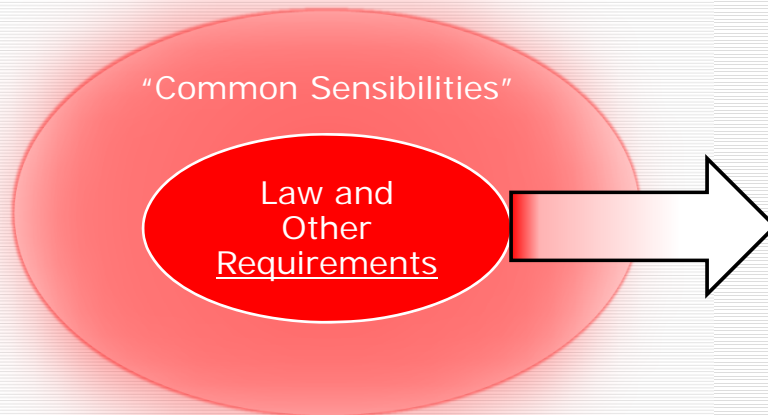 “Common Sensibilities”
Law and
Other
Requirements